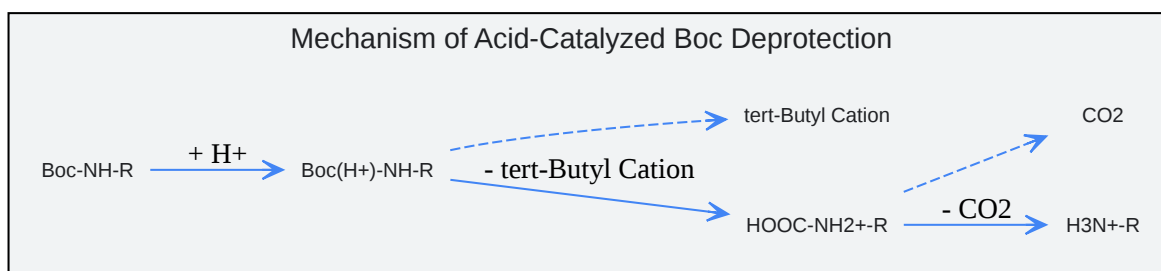 Mechanism of Acid-Catalyzed Boc Deprotection
tert-Butyl Cation
CO2
+ H+
Boc-NH-R
Boc(H+)-NH-R
- tert-Butyl Cation
- CO2
HOOC-NH2+-R
H3N+-R